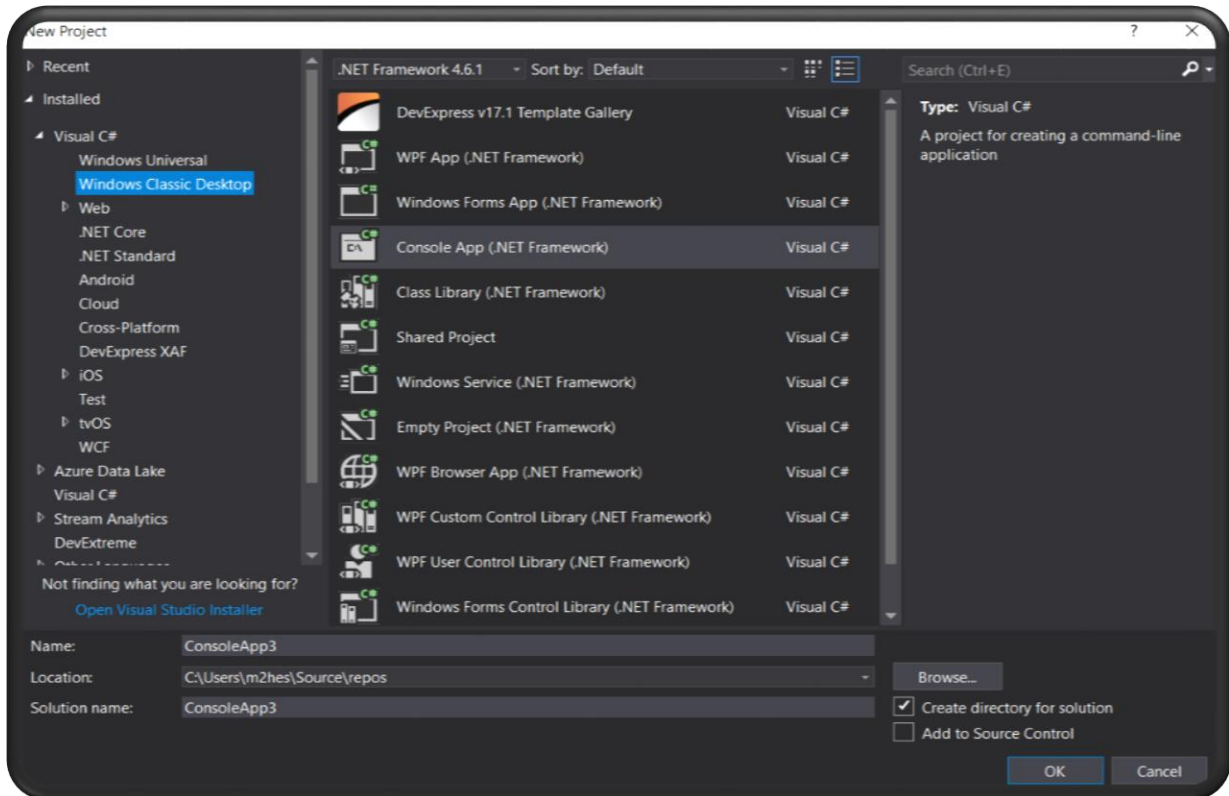 New Project
?
Recent
Installed
Visual C#
Windows Universal
Windows Classic Desktop
Web
.NET Core
.NET Standard
Android
Cloud
Cross-Platform
DevExpress XAF
iOS
Test
tvOS
WCF
Azure Data Lake
Visual C#
Stream Analytics
DevExtreme
Not finding what you are looking for?
Open Visual Studio Installer
.NET Framework 4.6.1 Sort by: Default
DevExpress v17.1 Template Gallery Visual C#
WPF App (.NET Framework) Visual C#
Windows Forms App (.NET Framework) Visual C#
Console App (.NET Framework) Visual C#
Class Library (.NET Framework) Visual C#
Shared Project Visual C#
Windows Service (.NET Framework) Visual C#
Empty Project (.NET Framework) Visual C#
WPF Browser App (.NET Framework) Visual C#
WPF Custom Control Library (.NET Framework) Visual C#
WPF User Control Library (.NET Framework) Visual C#
Windows Forms Control Library (.NET Framework) Visual C#
Search (Ctrl+E)
Type: Visual C#
A project for creating a command-line
application
Name: ConsoleApp3
Location: C:\Users\m2hes\Source\repos
Browse...
Solution name: ConsoleApp3
Create directory for solution
Add to Source Control
OK Cancel